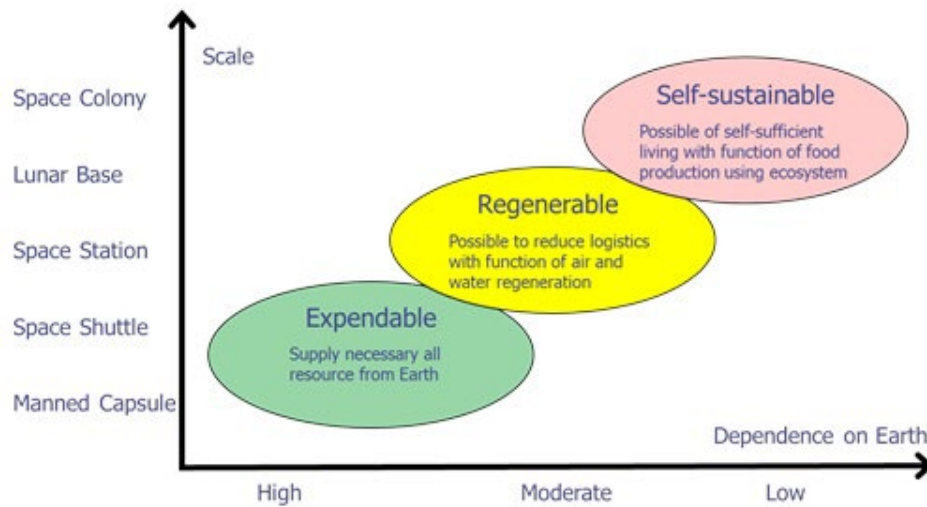 Scale
Space Colony
Self-sustainable
Possible of self-sufficient
living with function of food
production using ecosystem
Lunar Base
Regenerable
Possible to reduce logistics
with function of air and
water regeneration
Space Station
Expendable
Supply necessary all
resource from Earth
Space Shuttle
Manned Capsule
Dependence on Earth
High
Moderate
Low